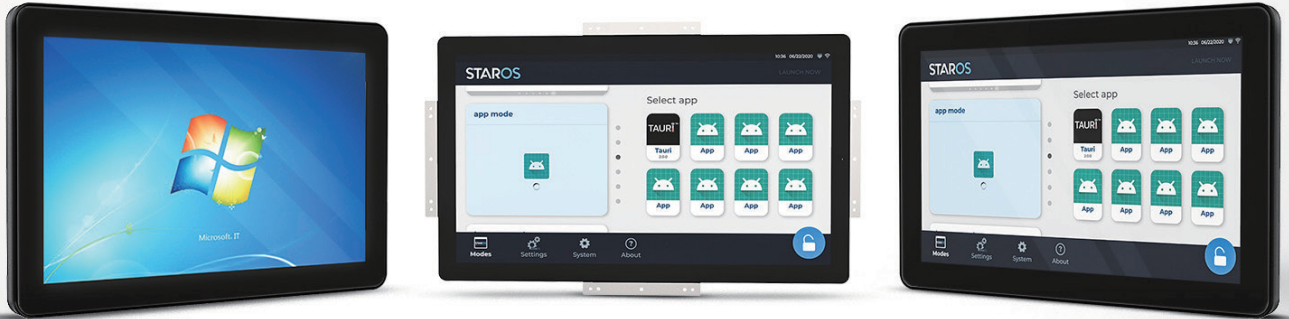 Microsoft. IT
10:36 06/22/2020
STAROS
LAUNCH NOW
app mode
Select app
TAURI
Tauri
App
App
App
App
App
App
App
Modes
Settings
System
About
10:36 06/22/2020
STAROS
LAUNCH NOW
app mode
Select app
TAURI
Tauri
App
App
App
App
App
App
App
Modes
Settings
System
About